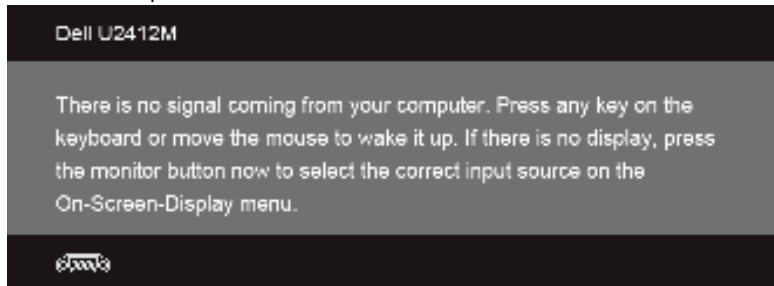 Dell U2412M
There is no signal coming from your computer. Press any key on the
keyboard or move the mouse to wake it up. If there is no display, press
the monitor button now to select the correct input source on the
On-Screen-Display menu.